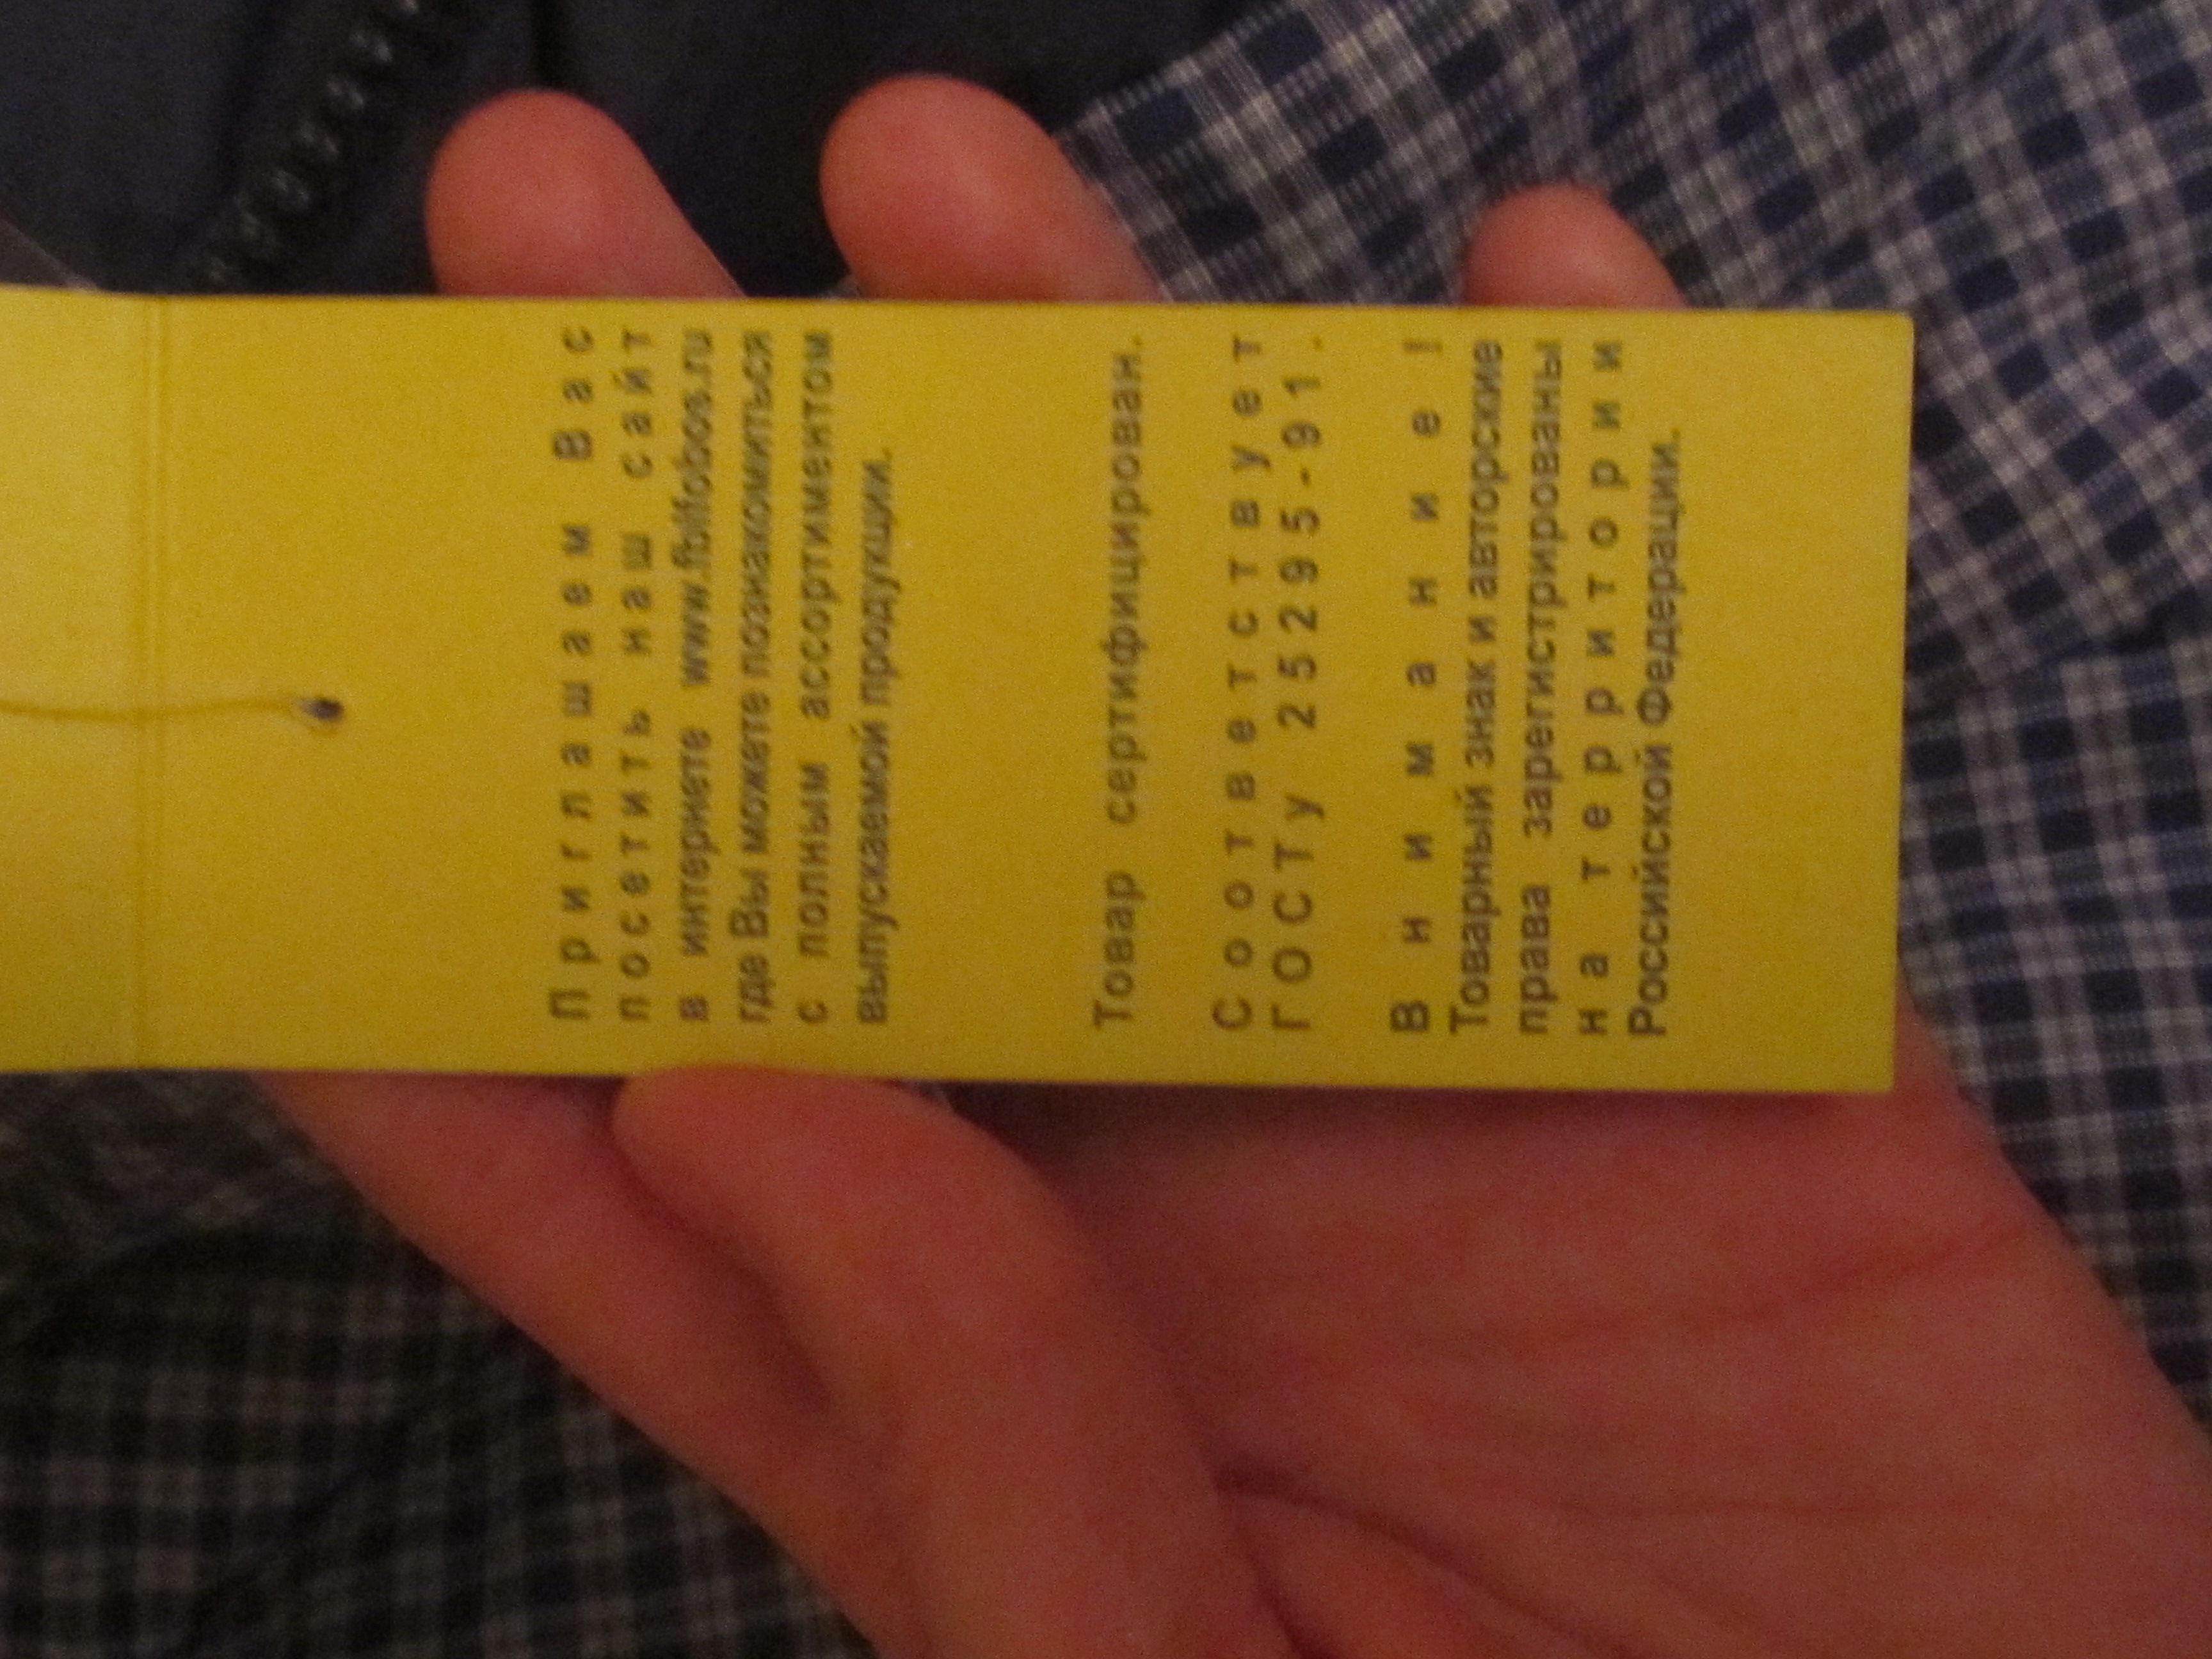 Приглашаем Вас
посетить наш сайт
в интернете www.fbifobos.ru
где Вы можете познакомиться
с полным ассортиментом
выпускаемой продукции.
Товар сертифицирован.
Соответствует
ГОСТу 25295-91.
Внимание!
Товарный знак и авторские
права зарегистрированы
на территории
Российской Федерации.